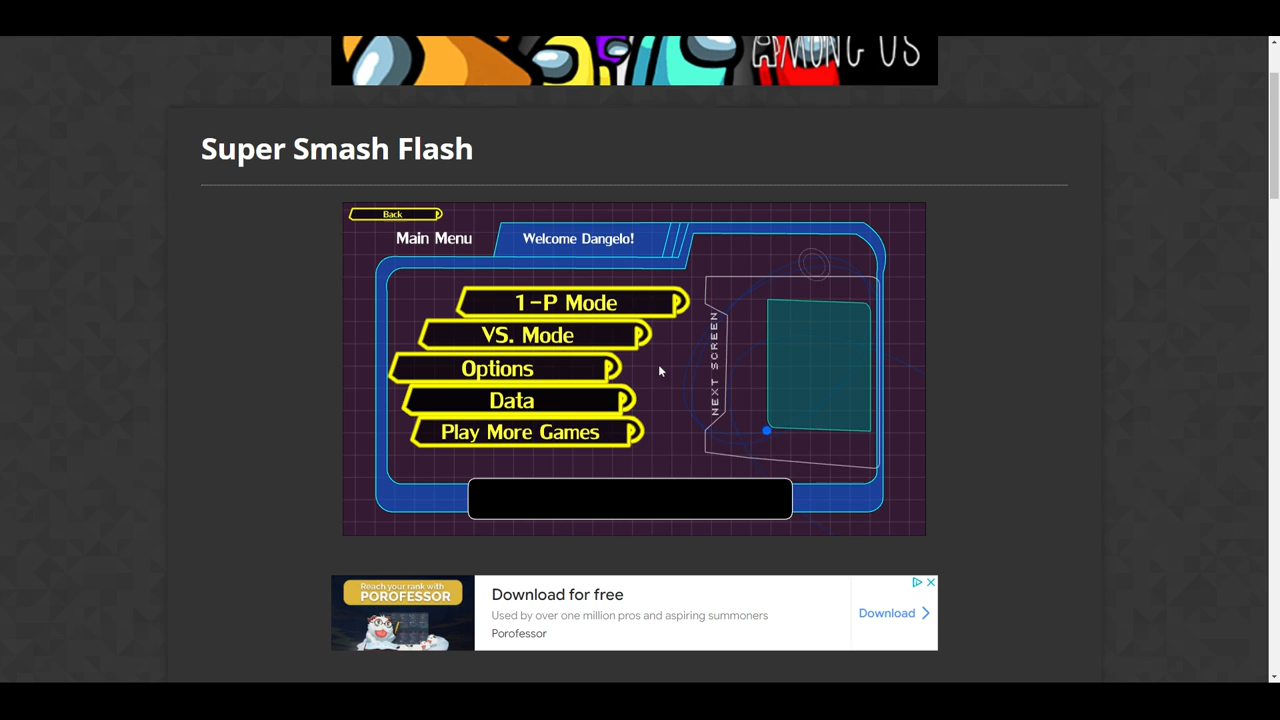 AMONG US
Super Smash Flash
Back
Main Menu
Welcome Dangelo!
1-P Mode
VS. Mode
Options
Data
Play More Games
NEXT SCREEN
Reach your rank with
POROFESSOR
Download for free
Used by over one million pros and aspiring summoners
Porofessor
Download